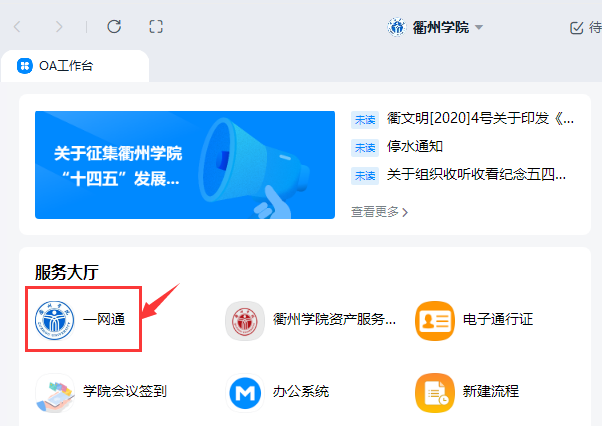 衢州学院
待
OA工作台
关于征集衢州学院
“十四五”发展...
未读 衢文明[2020]4号关于印发《...
未读 停水通知
未读 关于组织收听收看纪念五四...
查看更多
服务大厅
一网通
衢州学院资产服务...
电子通行证
学院会议签到
办公系统
新建流程